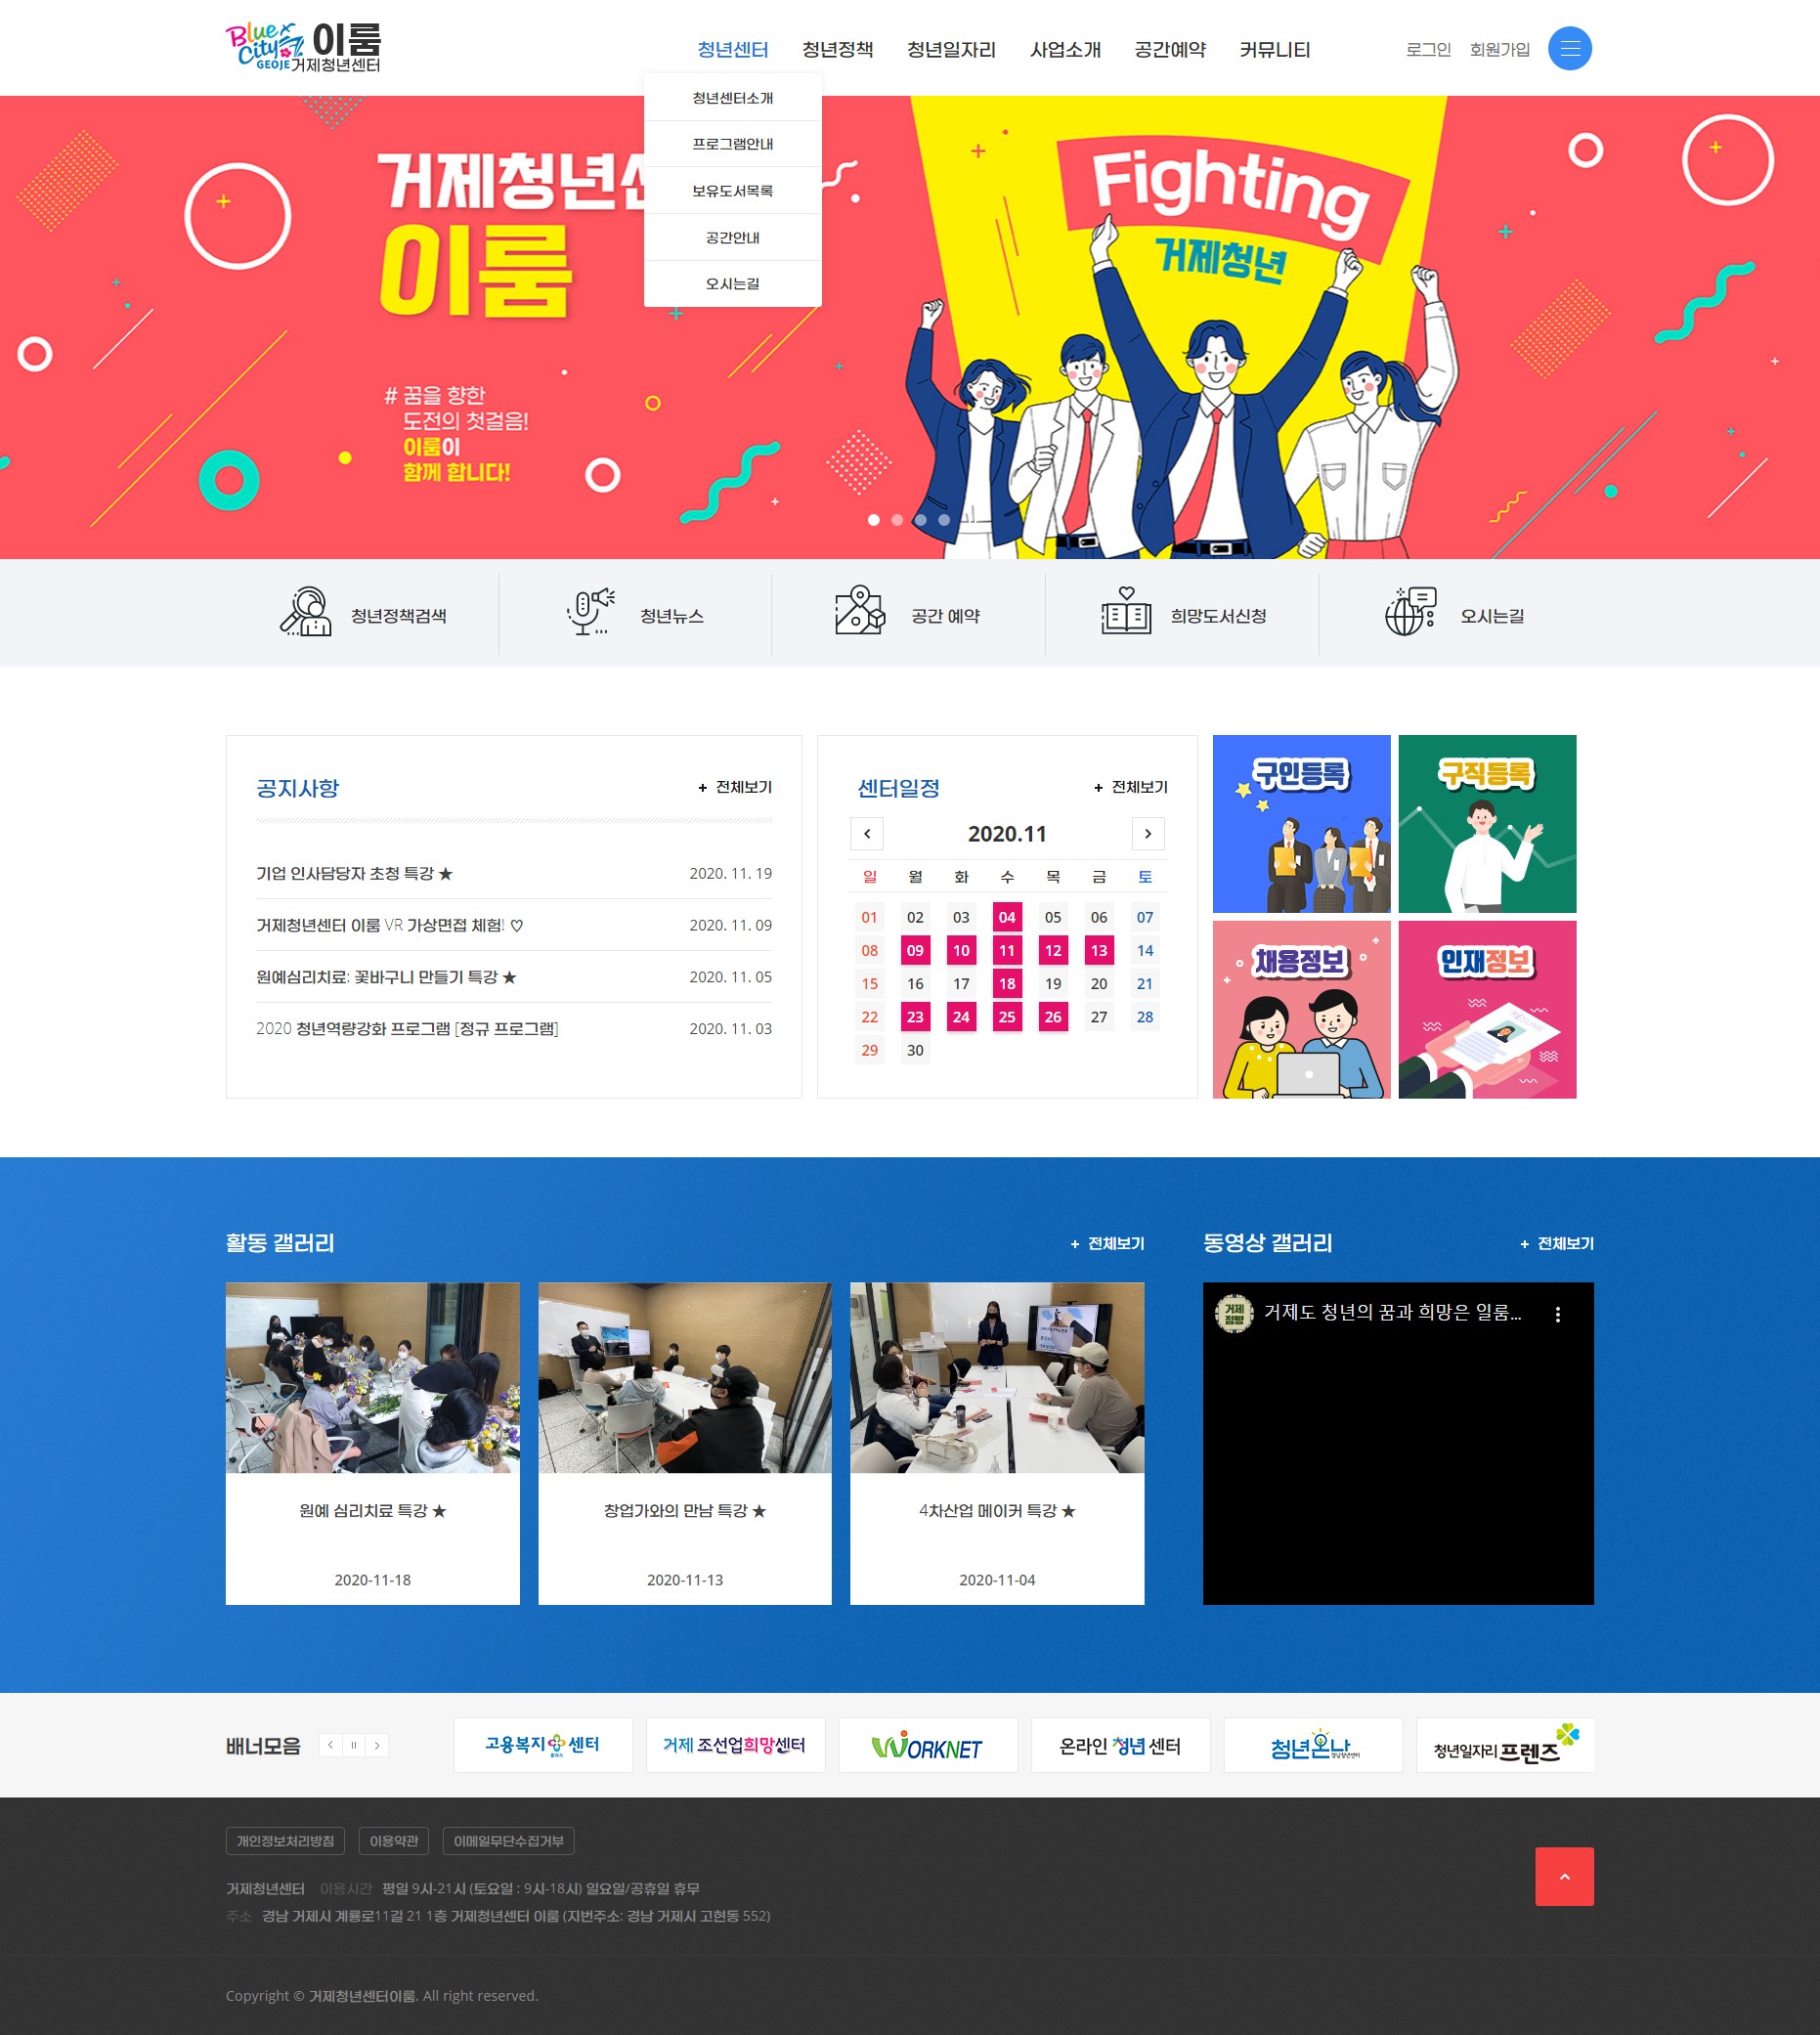 Blue City GEOJE 이룸
거제청년센터
청년센터 청년정책 청년일자리 사업소개 공간예약 커뮤니티 로그인 회원가입
청년센터소개
프로그램안내
보유도서목록
공간안내
오시는길
거제청년
이룸
# 꿈을 향한
도전의 첫걸음!
이룸이
함께 합니다!
Fighting
거제청년
청년정책검색 청년뉴스 공간 예약 희망도서신청 오시는길
공지사항 + 전체보기
기업 인사담당자 초청 특강 ★ 2020. 11. 19
거제청년센터 이룸 VR 가상면접 체험! ♡ 2020. 11. 09
원예심리치료: 꽃바구니 만들기 특강 ★ 2020. 11. 05
2020 청년역량강화 프로그램 [정규 프로그램] 2020. 11. 03
센터일정 + 전체보기
2020.11
일 월 화 수 목 금 토
01 02 03 04 05 06 07
08 09 10 11 12 13 14
15 16 17 18 19 20 21
22 23 24 25 26 27 28
29 30
구인등록 구직등록
채용정보 인재정보
RESUME
활동 갤러리 + 전체보기
원예 심리치료 특강 ★
2020-11-18
창업가와의 만남 특강 ★
2020-11-13
4차산업 메이커 특강 ★
2020-11-04
동영상 갤러리 + 전체보기
거제
거제도 청년의 꿈과 희망은 일룸...
배너모음
고용복지 플러스 센터
거제 조선업희망센터
WORKNET
온라인 청년 센터
청년온나
청년일자리 프렌즈
개인정보처리방침 이용약관 이메일무단수집거부
거제청년센터 이용시간 평일 9시-21시 (토요일 : 9시-18시) 일요일/공휴일 휴무
주소 경남 거제시 계룡로11길 21 1층 거제청년센터 이룸 (지번주소: 경남 거제시 고현동 552)
Copyright © 거제청년센터이룸. All right reserved.